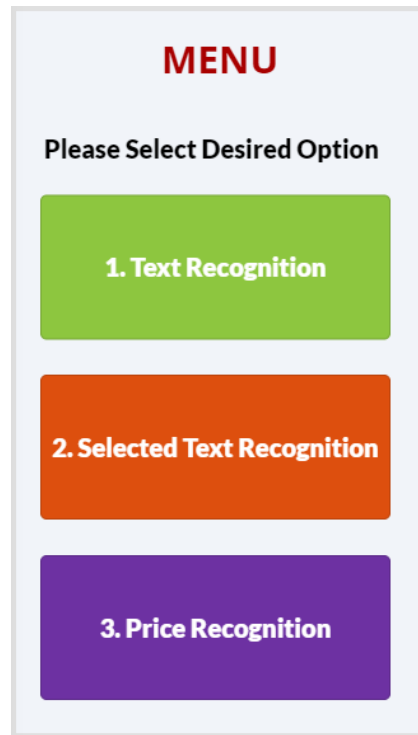 MENU
Please Select Desired Option
1. Text Recognition
2. Selected Text Recognition
3. Price Recognition